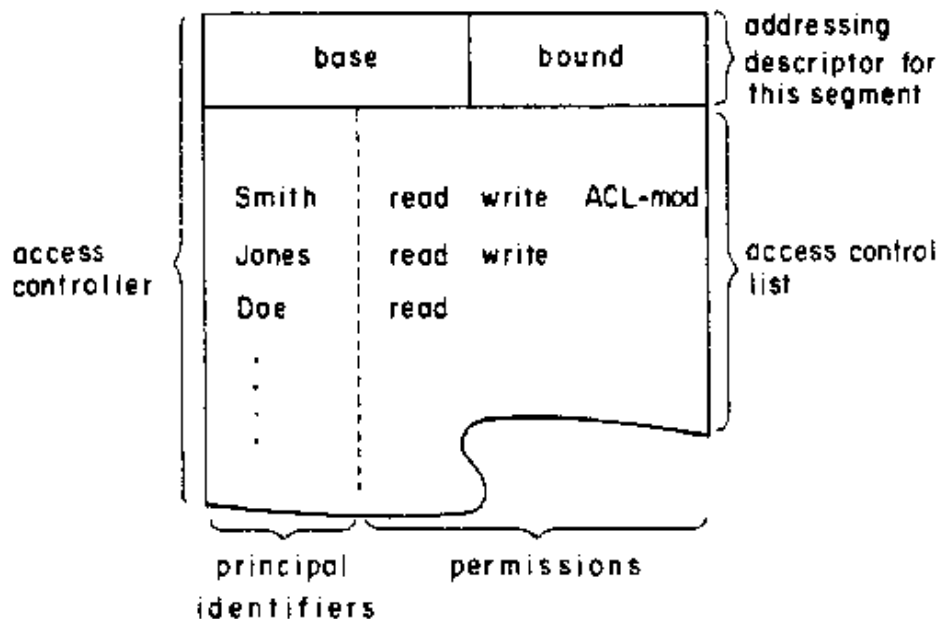 base bound
addressing
descriptor for
this segment
Smith read write ACL-mod
Jones read write
Doe read
access
controller
access control
list
principal
identifiers
permissions